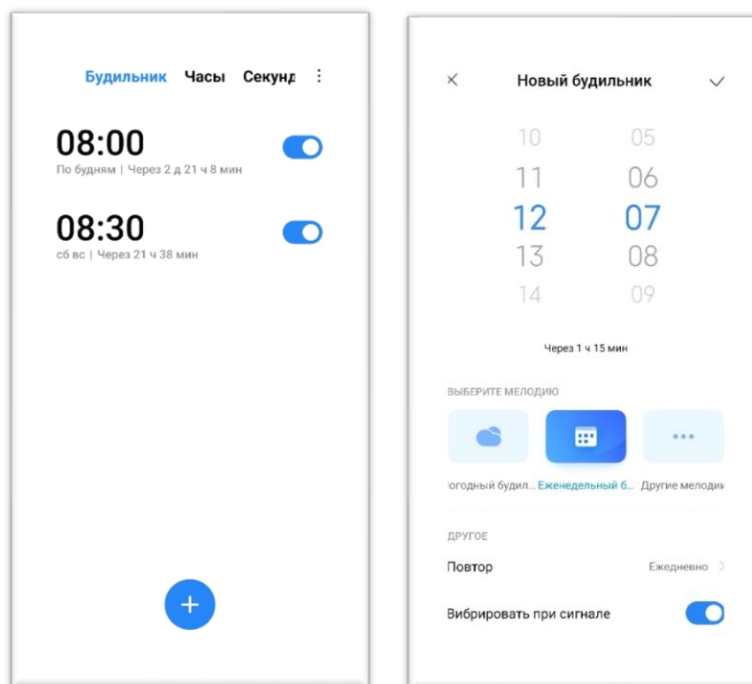 Будильник Часы Секунд
08:00
По будням | Через 2 д 21 ч 8 мин
08:30
сб вс | Через 21 ч 38 мин
Новый будильник
10 05
11 06
12 07
13 08
14 09
Через 1 ч 15 мин
ВЫБЕРИТЕ МЕЛОДИЮ
огодный будил... Еженедельный б... Другие мелодии
ДРУГОЕ
Повтор Ежедневно
Вибрировать при сигнале